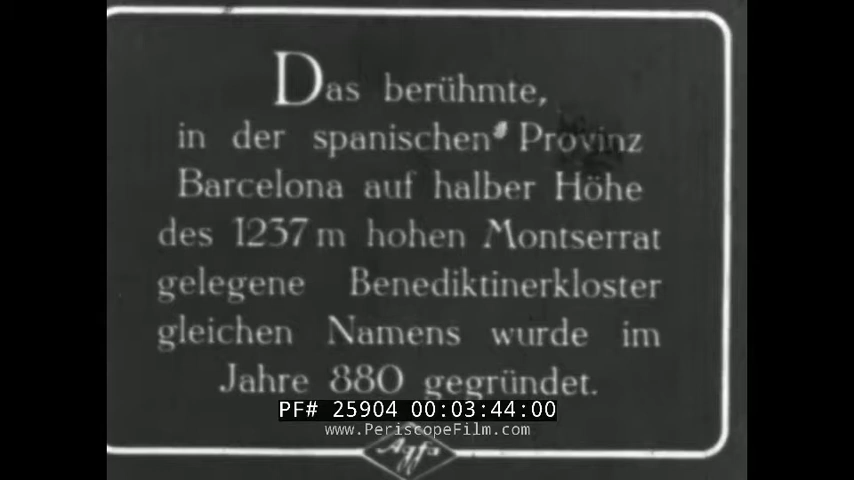 Das berühmte,
in der spanischen Provinz
Barcelona auf halber Höhe
des 1237 m hohen Montserrat
gelegene Benediktinerkloster
gleichen Namens wurde im
Jahre 880 gegründet.
PF# 25904 00:03:44:00
www.PeriscopeFilm.com
Agfa